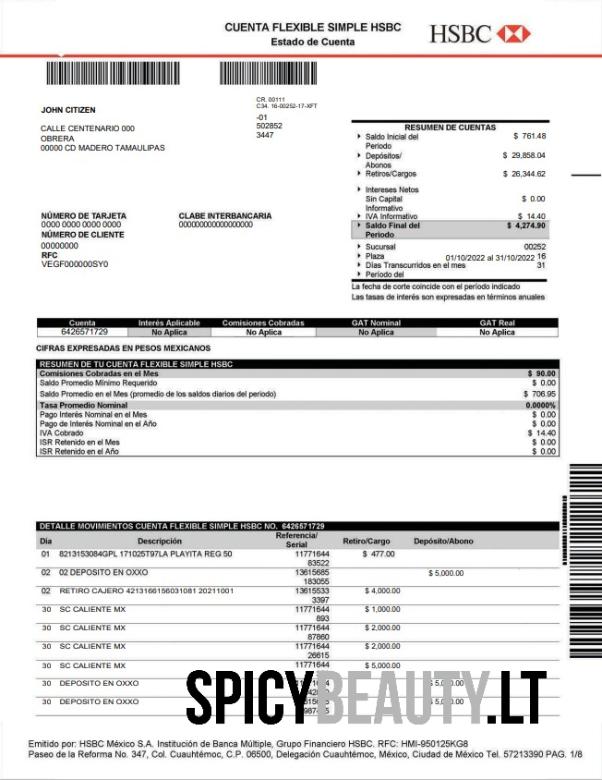 CUENTA FLEXIBLE SIMPLE HSBC
Estado de Cuenta
HSBC
CR. 00111
C34. 16-00252-17-XFT
JOHN CITIZEN
-01
502852
3447
CALLE CENTENARIO 000
OBRERA
00000 CD MADERO TAMAULIPAS
RESUMEN DE CUENTAS
Saldo Inicial del Periodo $ 761.48
Depósitos/ Abonos $ 29,858.04
Retiros/Cargos $ 26,344.62
Intereses Netos
Sin Capital Informativo $ 0.00
IVA Informativo $ 14.40
Saldo Final del Periodo $ 4,274.90
Sucursal 00252
Plaza 16
01/10/2022 al 31/10/2022
Días Transcurridos en el mes 31
Periodo del
La fecha de corte coincide con el período indicado
Las tasas de interés son expresadas en términos anuales
NÚMERO DE TARJETA CLABE INTERBANCARIA
0000 0000 0000 0000 000000000000000000
NÚMERO DE CLIENTE
00000000
RFC
VEGF000000SY0
Cuenta Interés Aplicable Comisiones Cobradas GAT Nominal GAT Real
6426571729 No Aplica No Aplica No Aplica No Aplica
CIFRAS EXPRESADAS EN PESOS MEXICANOS
RESUMEN DE TU CUENTA FLEXIBLE SIMPLE HSBC
Comisiones Cobradas en el Mes $ 90.00
Saldo Promedio Mínimo Requerido $ 0.00
Saldo Promedio en el Mes (promedio de los saldos diarios del periodo) $ 706.95
Tasa Promedio Nominal 0.0000%
Pago Interés Nominal en el Mes $ 0.00
Pago de Interés Nominal en el Año $ 0.00
IVA Cobrado $ 14.40
ISR Retenido en el Mes $ 0.00
ISR Retenido en el Año $ 0.00
DETALLE MOVIMIENTOS CUENTA FLEXIBLE SIMPLE HSBC NO. 6426571729
Día Descripción Referencia/ Serial Retiro/Cargo Depósito/Abono
01 8213153084GPL 171025T97LA PLAYITA REG 50 11771644 $ 477.00
83522
02 02 DEPOSITO EN OXXO 13615685 $ 5,000.00
183055
02 RETIRO CAJERO 4213166156031081 20211001 13615533 $ 4,000.00
3397
30 SC CALIENTE MX 11771644 $ 1,000.00
893
30 SC CALIENTE MX 11771644 $ 2,000.00
87860
30 SC CALIENTE MX 11771644 $ 2,000.00
26615
30 SC CALIENTE MX 11771644 $ 5,000.00
30 DEPOSITO EN OXXO
30 DEPOSITO EN OXXO
SPICYBEAUTY.LT
Emitido por: HSBC México S.A. Institución de Banca Múltiple, Grupo Financiero HSBC. RFC: HMI-950125KG8
Paseo de la Reforma No. 347, Col. Cuauhtémoc, C.P. 06500, Delegación Cuauhtémoc, México, Ciudad de México Tel. 57213390 PAG. 1/8